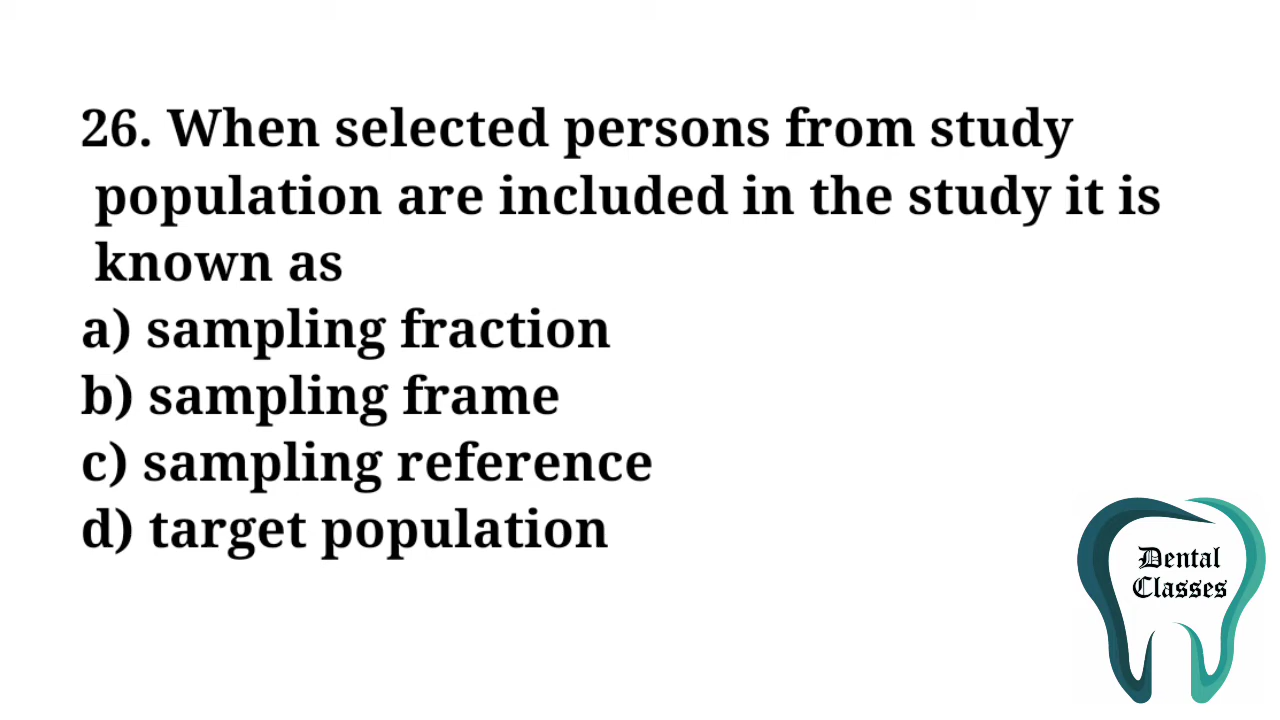 26. When selected persons from study
population are included in the study it is
known as
a) sampling fraction
b) sampling frame
c) sampling reference
d) target population
Dental
Classes